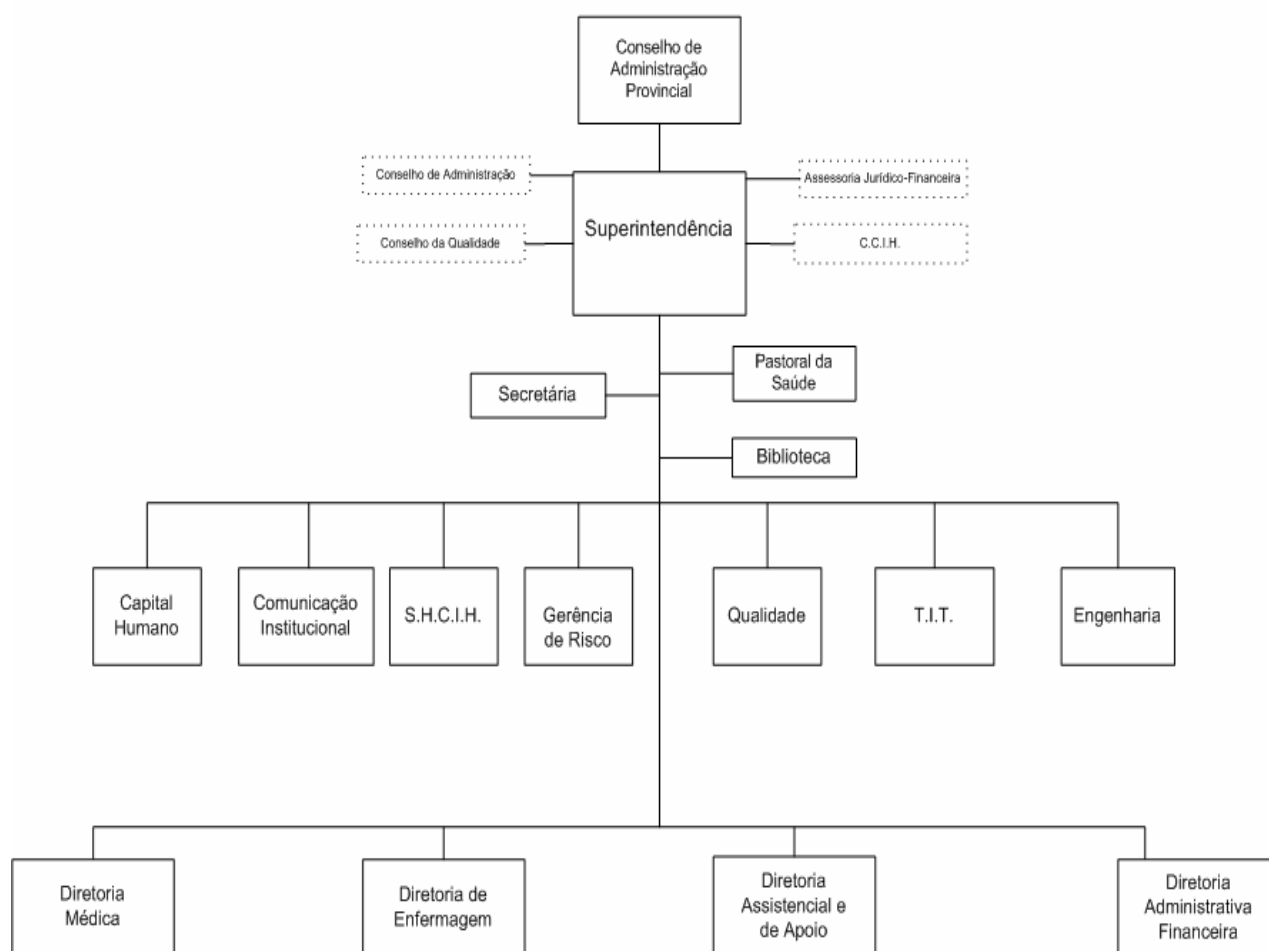 Conselho de
Administração
Provincial
Conselho de Administração
Assessoria Jurídico-Financeira
Superintendência
Conselho da Qualidade
C.C.I.H.
Pastoral da
Saúde
Secretária
Biblioteca
Capital
Humano
Comunicação
Institucional
S.H.C.I.H.
Gerência
de Risco
Qualidade
T.I.T.
Engenharia
Diretoria
Médica
Diretoria de
Enfermagem
Diretoria
Assistencial e
de Apoio
Diretoria
Administrativa
Financeira